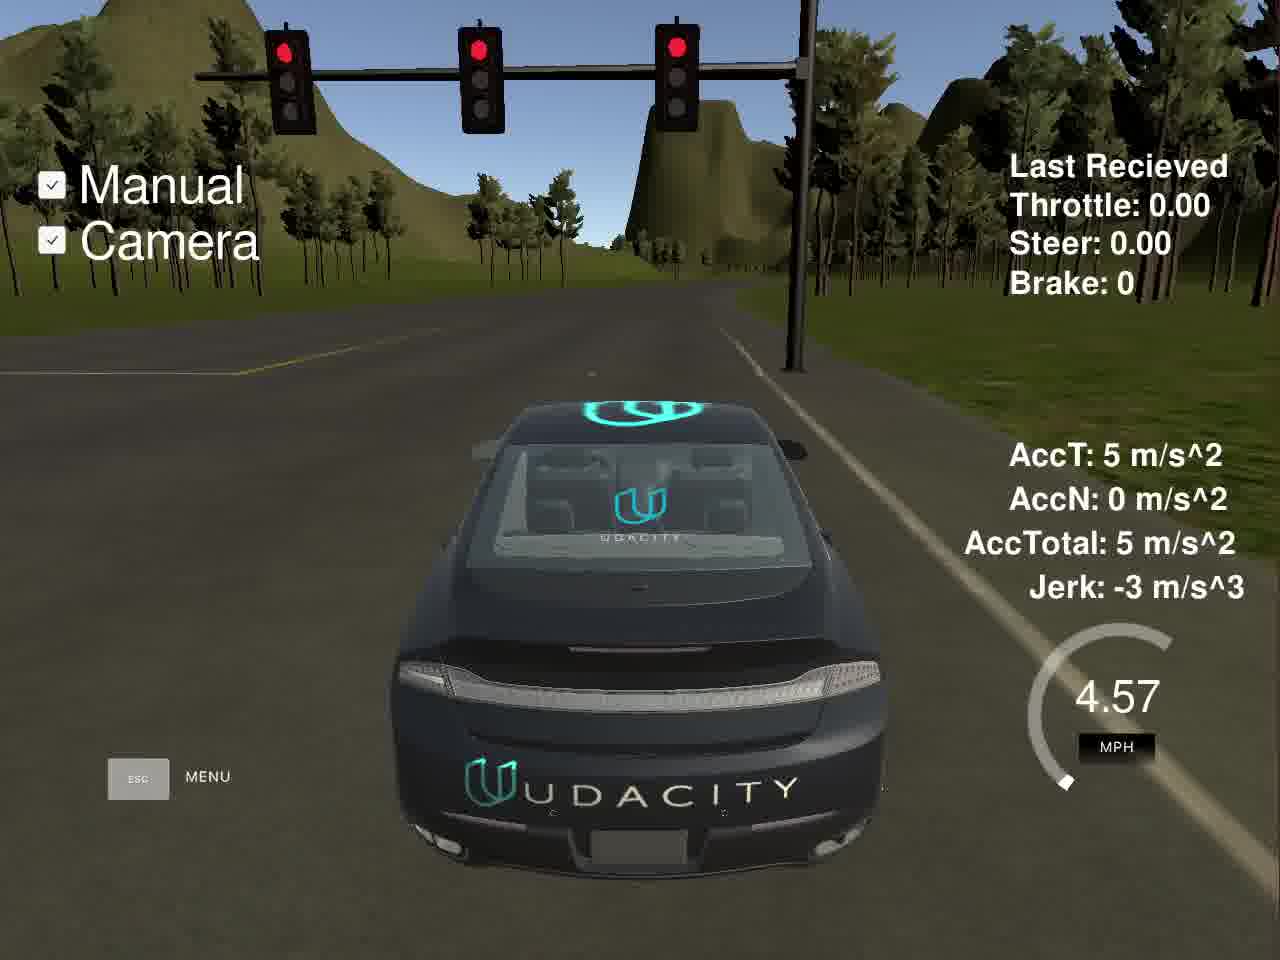 Manual
Camera
Last Recieved
Throttle: 0.00
Steer: 0.00
Brake: 0
AccT: 5 m/s^2
AccN: 0 m/s^2
AccTotal: 5 m/s^2
Jerk: -3 m/s^3
UDACITY
4.57
MPH
ESC MENU
UDACITY